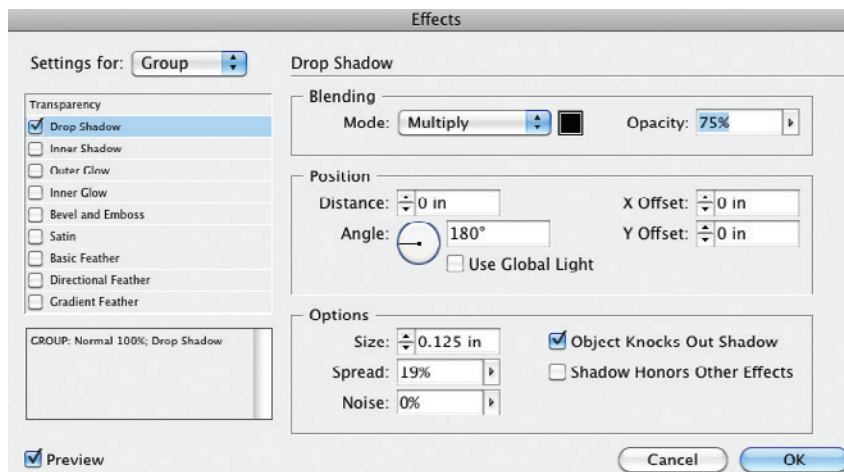 Effects
Settings for: Group
Transparency
Drop Shadow
Inner Shadow
Outer Glow
Inner Glow
Bevel and Emboss
Satin
Basic Feather
Directional Feather
Gradient Feather
GROUP: Normal 100%; Drop Shadow
Preview
Drop Shadow
Blending
Mode: Multiply Opacity: 75%
Position
Distance: 0 in X Offset: 0 in
Angle: 180° Y Offset: 0 in
Use Global Light
Options
Size: 0.125 in Object Knocks Out Shadow
Spread: 19% Shadow Honors Other Effects
Noise: 0%
Cancel OK